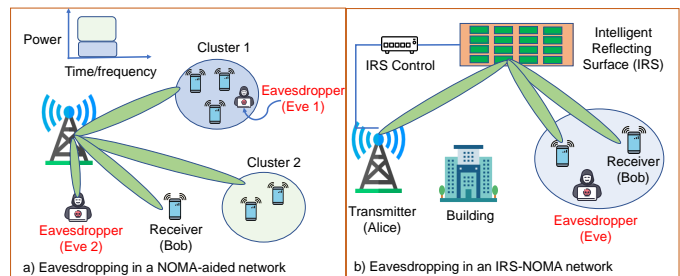 Power
Time/frequency
Cluster 1
Eavesdropper
(Eve 1)
Cluster 2
Eavesdropper
(Eve 2)
Receiver
(Bob)
a) Eavesdropping in a NOMA-aided network
IRS Control
Intelligent
Reflecting
Surface (IRS)
Receiver
(Bob)
Transmitter
(Alice)
Building
Eavesdropper
(Eve)
b) Eavesdropping in an IRS-NOMA network